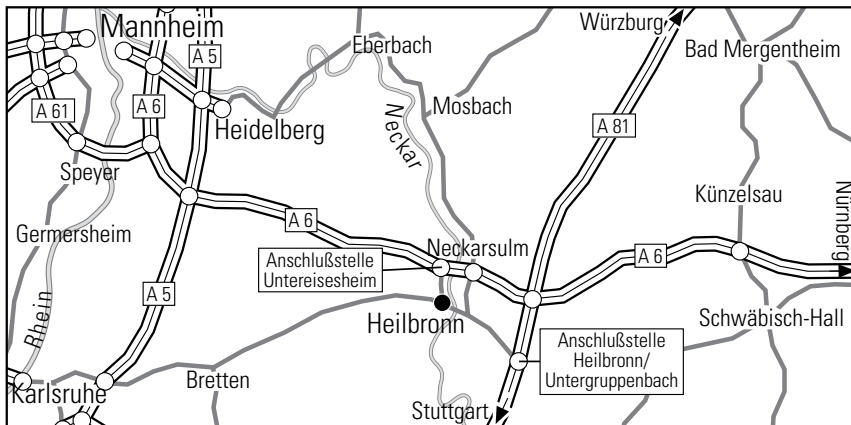 Mannheim
Würzburg
Eberbach
Bad Mergentheim
A 5
A 61
A 6
Mosbach
Neckar
Heidelberg
A 81
Speyer
Künzelsau
Nürnberg
Germersheim
A 6
Neckarsulm
A 6
Anschlußstelle
Untereisesheim
A 5
Rhein
Heilbronn
Schwäbisch-Hall
Anschlußstelle
Heilbronn/
Untergruppenbach
Bretten
Karlsruhe
Stuttgart